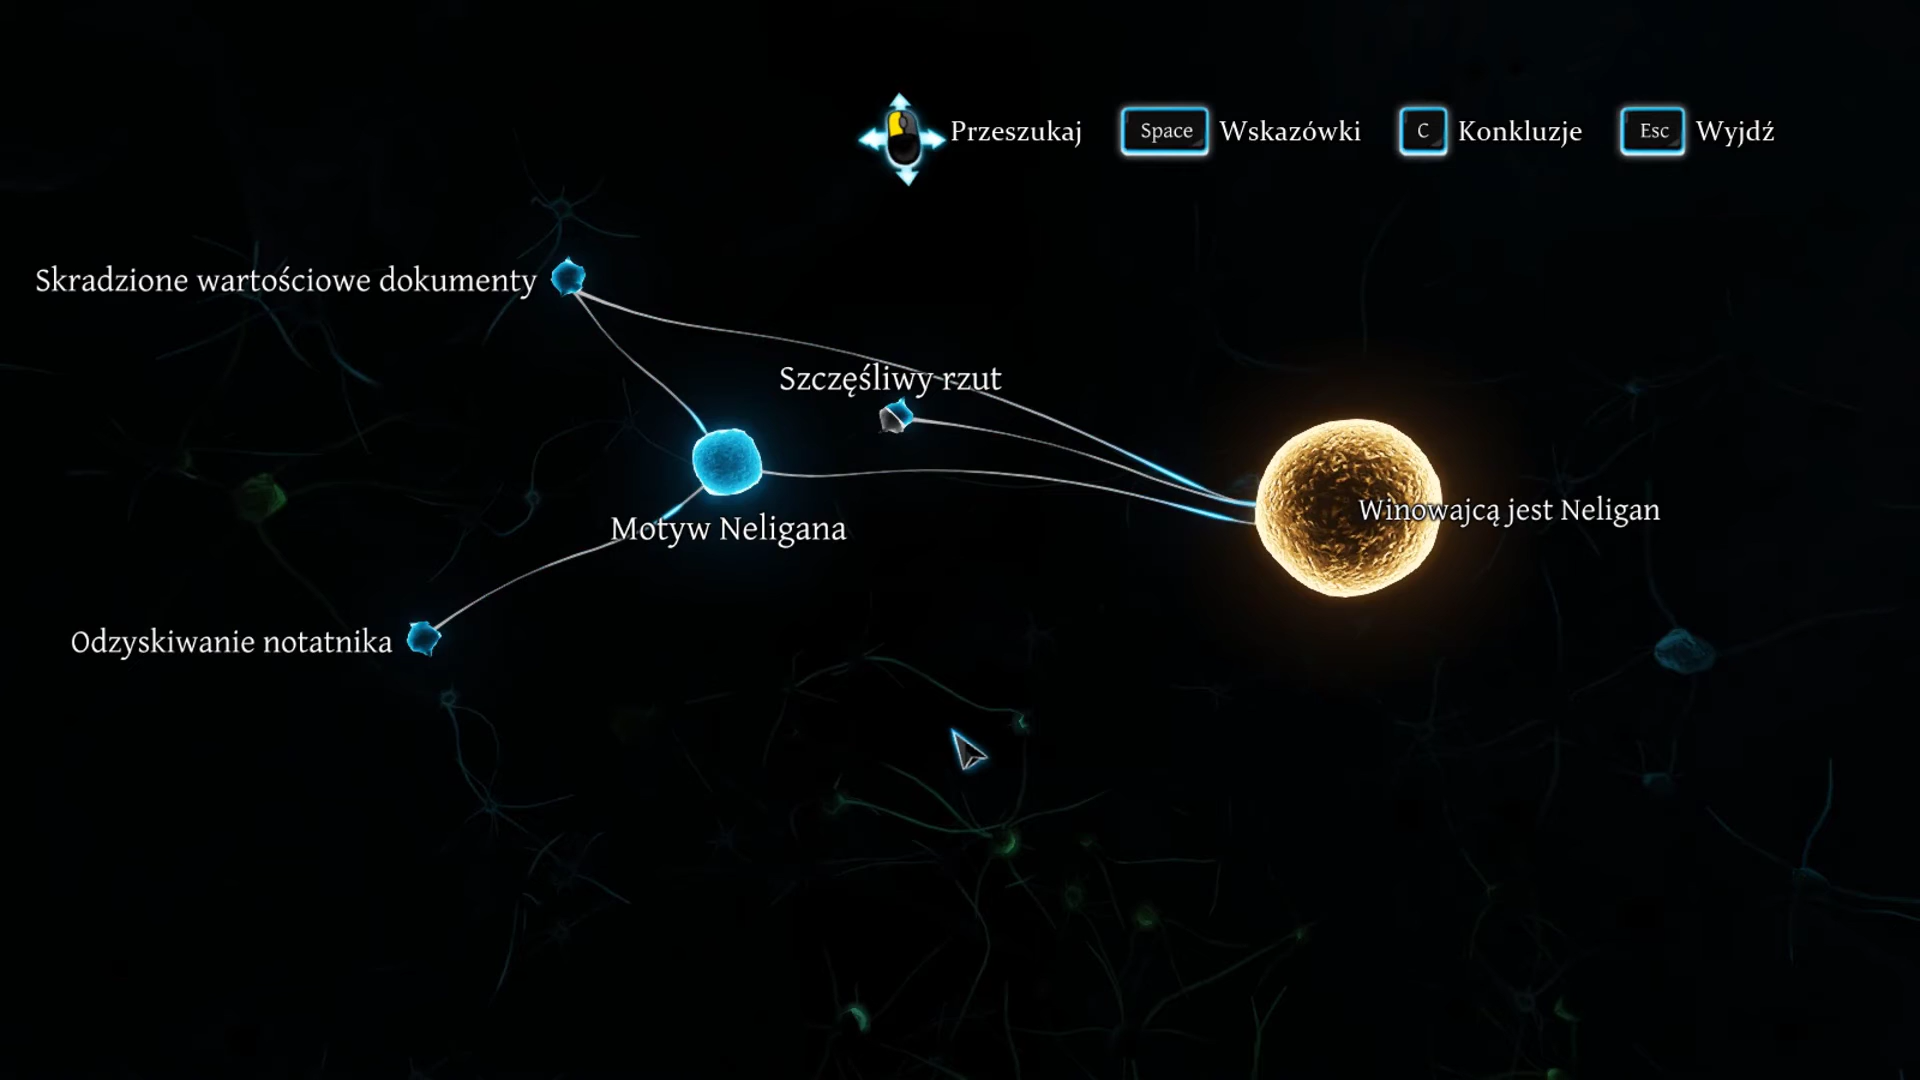 Przeszukaj
Space Wskazówki
C Konkluzje
Esc Wyjdź
Skradzione wartościowe dokumenty
Szczęśliwy rzut
Winowajcą jest Neligan
Motyw Neligana
Odzyskiwanie notatnika